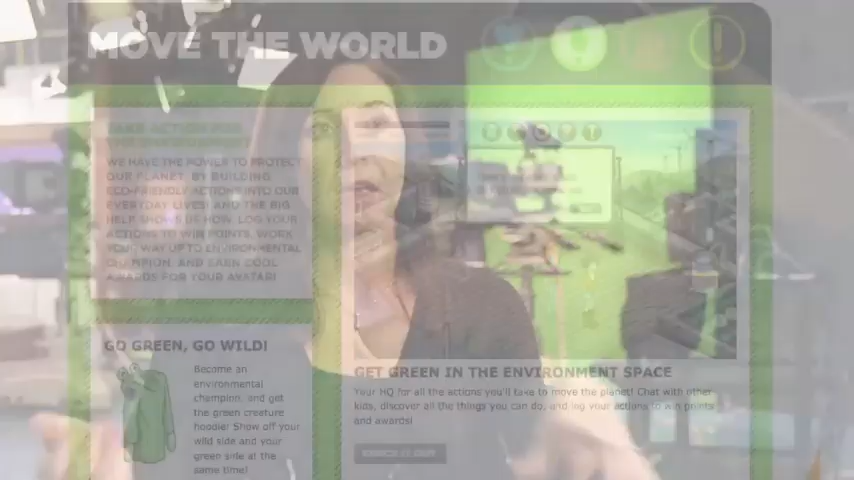 MOVE THE WORLD
TAKE ACTION FOR
WE HAVE THE POWER TO PROTECT
OUR PLANET, BY BUILDING
ECO-FRIENDLY ACTIONS INTO OUR
EVERYDAY LIVES! AND THE BIG
HELP SHOWS US HOW. LOG YOUR
ACTIONS TO WIN POINTS, WORK
YOUR WAY UP TO ENVIRONMENTAL
CHAMPION, AND EARN COOL
AWARDS FOR YOUR AVATAR!
GO GREEN, GO WILD!
Become an
environmental
champion, and get
the green creature
hoodie! Show off your
wild side and your
green side at the
same time!
GET GREEN IN THE ENVIRONMENT SPACE
Your HQ for all the actions you'll take to move the planet! Chat with other
kids, discover all the things you can do, and log your actions to win points
and awards!